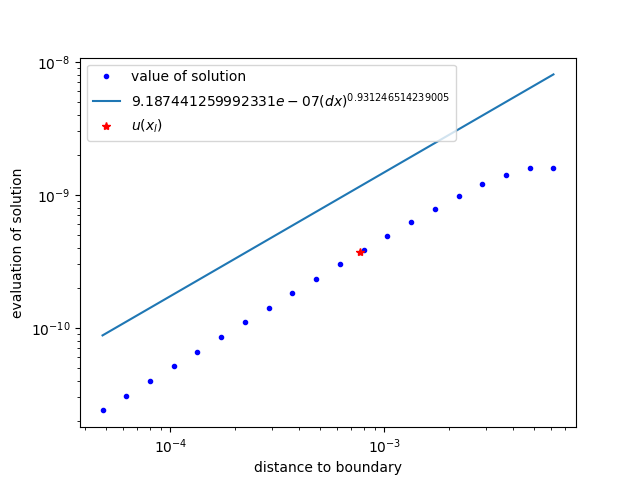 10^{-8}
value of solution
9.187441259992331e − 07(dx)^{0.931246514239005}
u(x_l)
10^{-9}
10^{-10}
evaluation of solution
10^{-4}
10^{-3}
distance to boundary